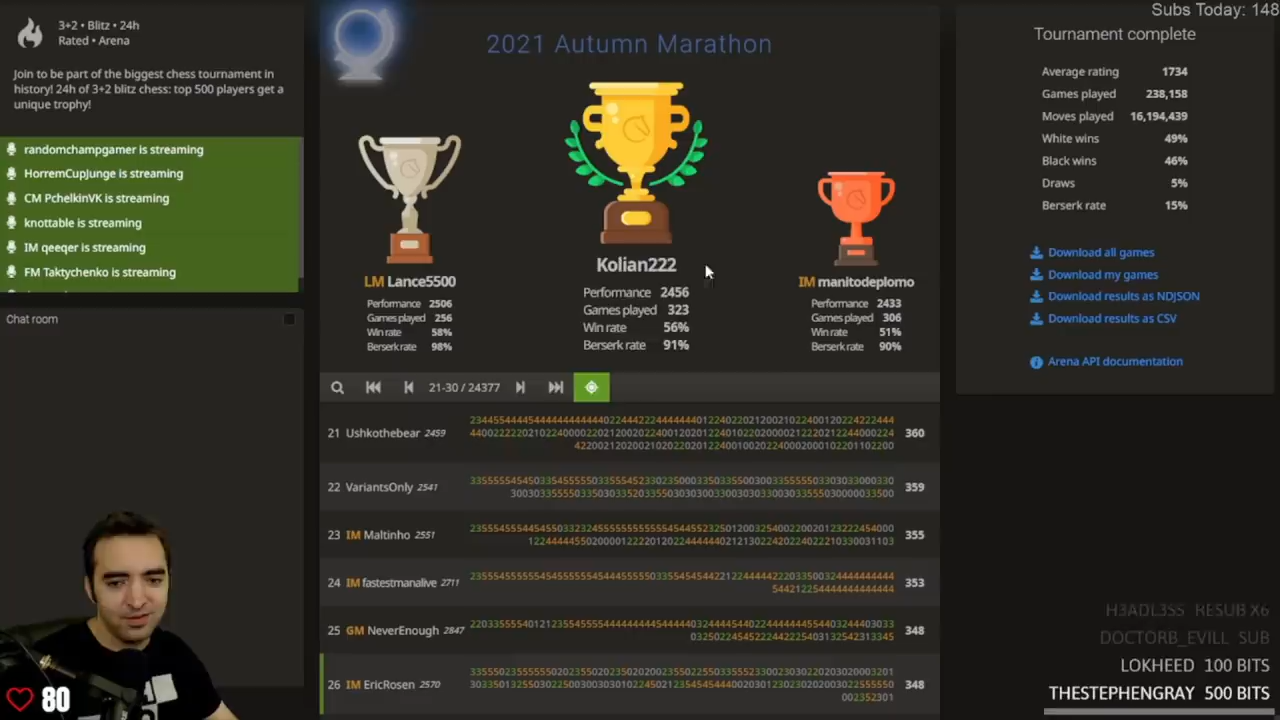 Subs Today: 148
3+2 • Blitz • 24h
Rated • Arena
Join to be part of the biggest chess tournament in
history! 24h of 3+2 blitz chess: top 500 players get a
unique trophy!
randomchampgamer is streaming
HorremCupJunge is streaming
CM PchelkinVK is streaming
knottable is streaming
IM qeeqer is streaming
FM Taktychenko is streaming
Chat room
2021 Autumn Marathon
LM Lance5500
Performance 2506
Games played 256
Win rate 58%
Berserk rate 98%
Kolian222
Performance 2456
Games played 323
Win rate 56%
Berserk rate 91%
IM manitodeplomo
Performance 2433
Games played 306
Win rate 51%
Berserk rate 90%
21-30 / 24377
21 Ushkothebear 2459
360
22 VariantsOnly 2541
359
23 IM Maltinho 2551
355
24 IM fastestmanalive 2711
353
25 GM NeverEnough 2847
348
26 IM EricRosen 2570
348
Tournament complete
Average rating 1734
Games played 238,158
Moves played 16,194,439
White wins 49%
Black wins 46%
Draws 5%
Berserk rate 15%
Download all games
Download my games
Download results as NDJSON
Download results as CSV
Arena API documentation
H3ADL3SS RESUB X6
DOCTORB_EVILL SUB
LOKHEED 100 BITS
THESTEPHENGRAY 500 BITS
80